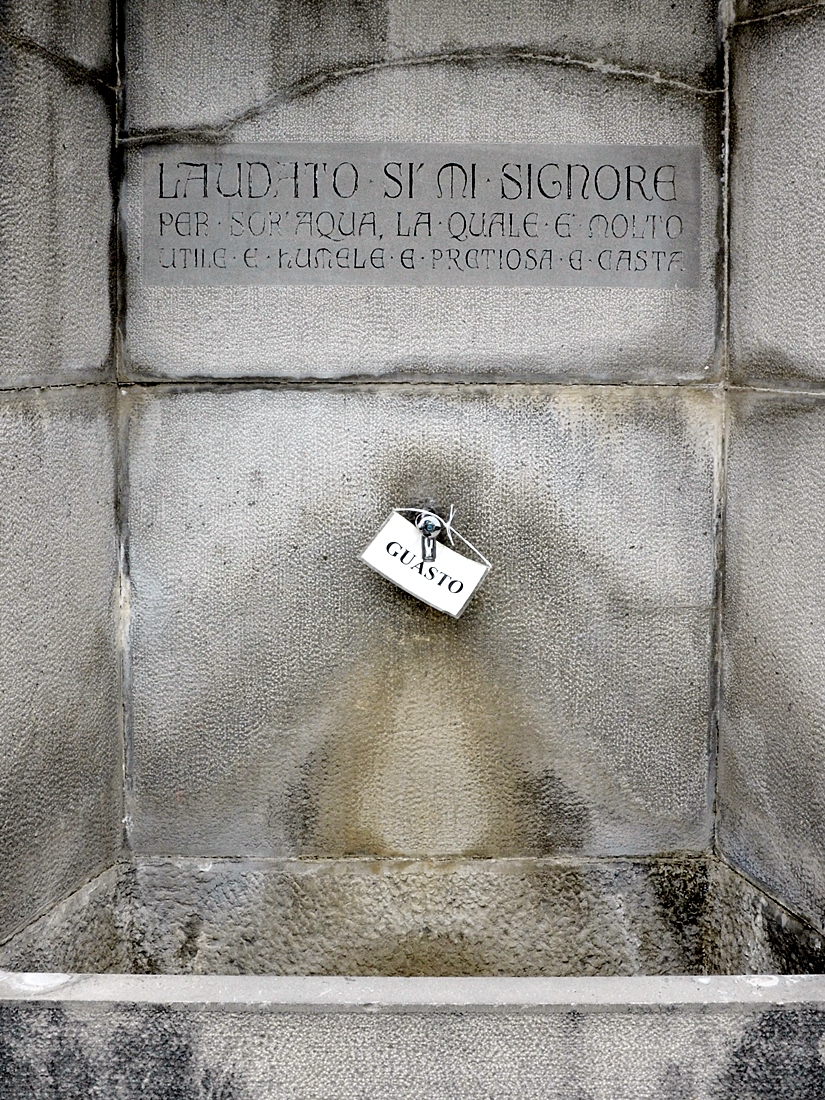 LAUDATO · SI' MI · SIGNORE
PER · SOR' AQUA, LA · QUALE · E' MOLTO
UTILE · E · HUMELE · E · PRETIOSA · E · CASTA
GUASTO